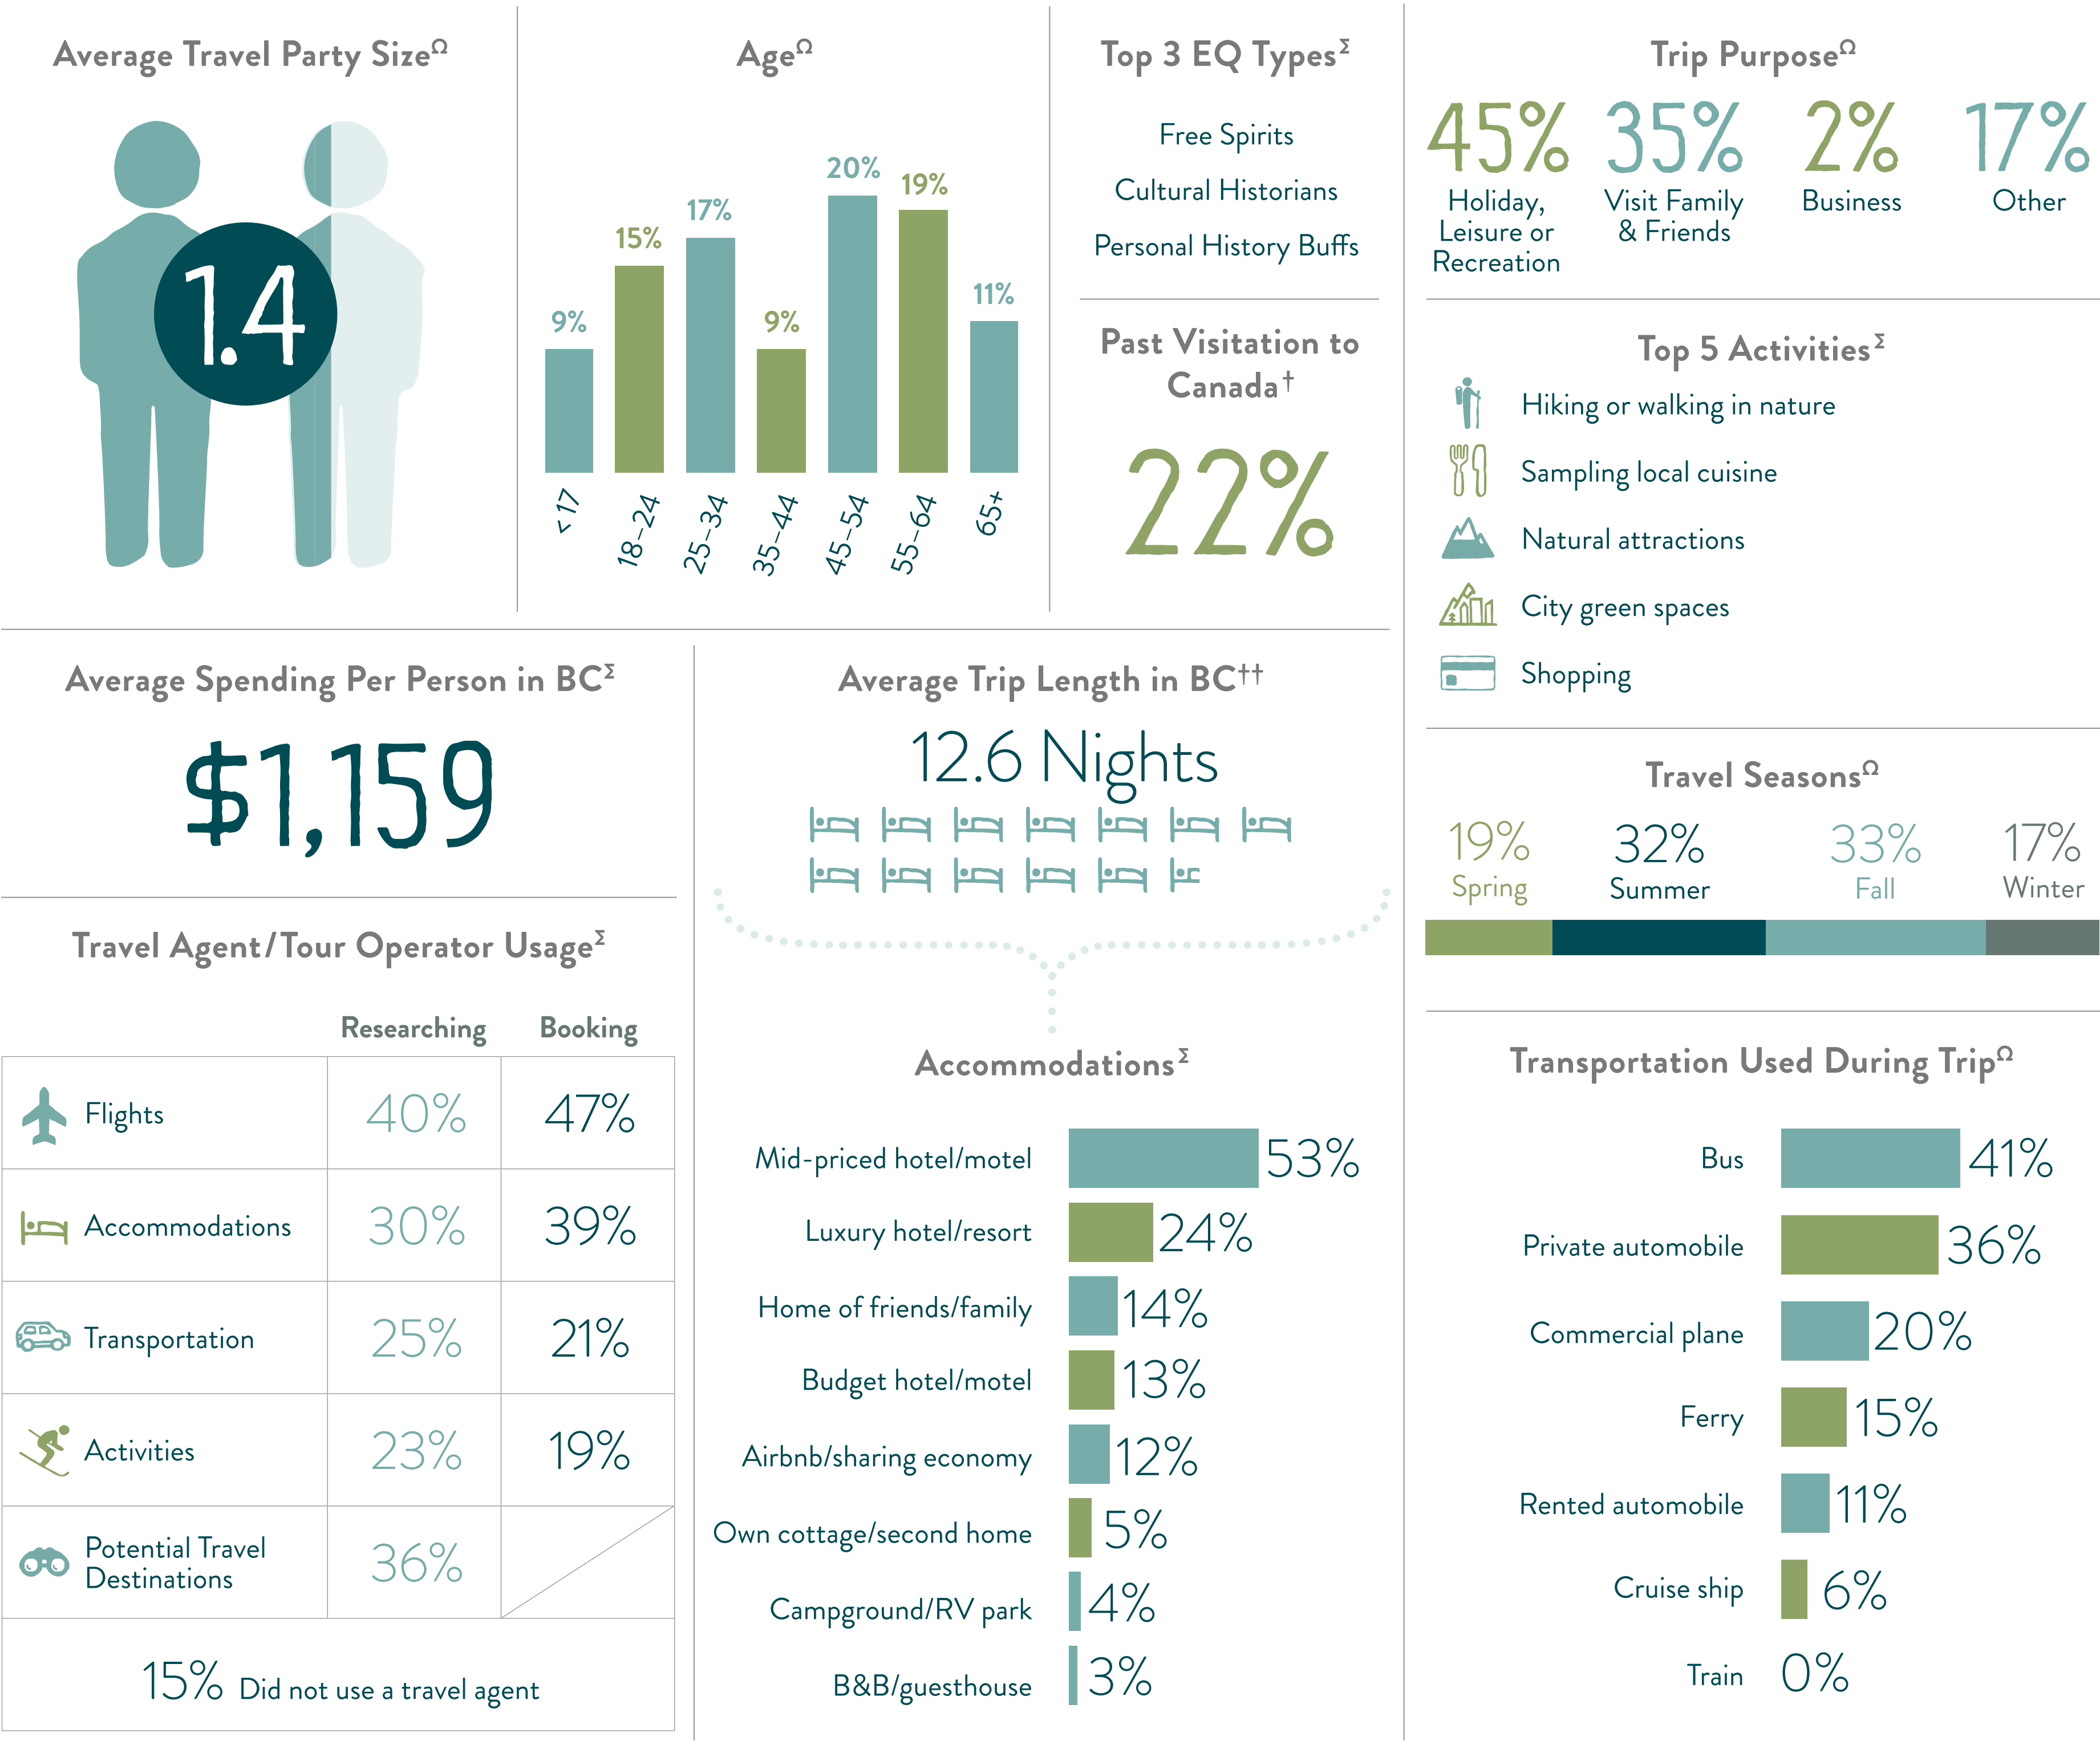 Average Travel Party SizeΩ
1.4
AgeΩ
9%
15%
17%
9%
20%
19%
11%
<17
18–24
25–34
35–44
45–54
55–64
65+
Top 3 EQ TypesΣ
Free Spirits
Cultural Historians
Personal History Buffs
Past Visitation to
Canada†
22%
Trip PurposeΩ
45%
Holiday,
Leisure or
Recreation
35%
Visit Family
& Friends
2%
Business
17%
Other
Top 5 ActivitiesΣ
Hiking or walking in nature
Sampling local cuisine
Natural attractions
City green spaces
Shopping
Average Spending Per Person in BCΣ
$1,159
Average Trip Length in BC††
12.6 Nights
Travel SeasonsΩ
19%
Spring
32%
Summer
33%
Fall
17%
Winter
Travel Agent/Tour Operator UsageΣ
Researching Booking
Flights 40% 47%
Accommodations 30% 39%
Transportation 25% 21%
Activities 23% 19%
Potential Travel
Destinations 36%
15% Did not use a travel agent
AccommodationsΣ
Mid-priced hotel/motel 53%
Luxury hotel/resort 24%
Home of friends/family 14%
Budget hotel/motel 13%
Airbnb/sharing economy 12%
Own cottage/second home 5%
Campground/RV park 4%
B&B/guesthouse 3%
Transportation Used During TripΩ
Bus 41%
Private automobile 36%
Commercial plane 20%
Ferry 15%
Rented automobile 11%
Cruise ship 6%
Train 0%